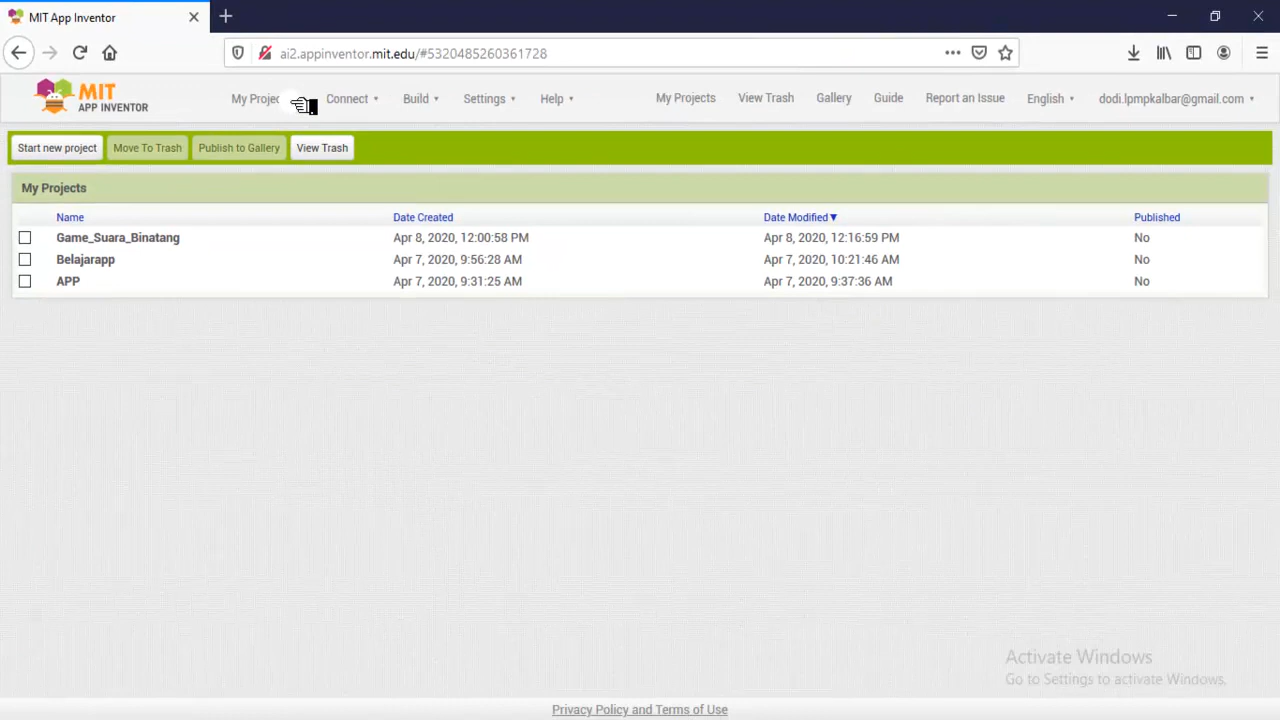 MIT App Inventor
ai2.appinventor.mit.edu/#5320485260361728
MIT
APP INVENTOR
My Projec
Connect
Build
Settings
Help
My Projects
View Trash
Gallery
Guide
Report an Issue
English
dodi.lpmpkalbar@gmail.com
Start new project
Move To Trash
Publish to Gallery
View Trash
My Projects
Name Date Created Date Modified Published
Game_Suara_Binatang Apr 8, 2020, 12:00:58 PM Apr 8, 2020, 12:16:59 PM No
Belajarapp Apr 7, 2020, 9:56:28 AM Apr 7, 2020, 10:21:46 AM No
APP Apr 7, 2020, 9:31:25 AM Apr 7, 2020, 9:37:36 AM No
Activate Windows
Go to Settings to activate Windows.
Privacy Policy and Terms of Use